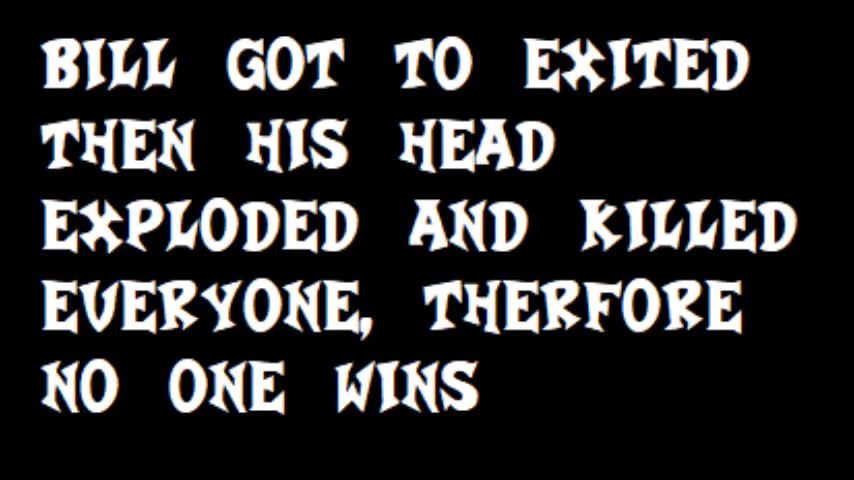 BILL GOT TO EXITED
THEN HIS HEAD
EXPLODED AND KILLED
EVERYONE, THERFORE
NO ONE WINS